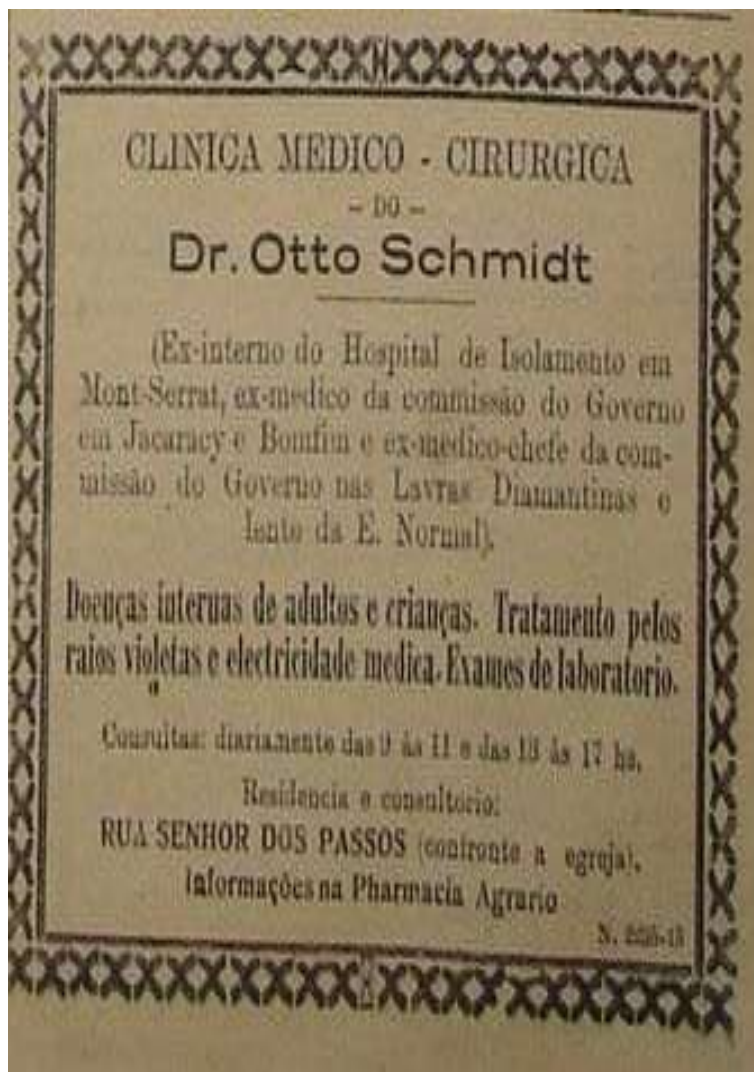 CLINICA MEDICO - CIRURGICA
- DO -
Dr. Otto Schmidt
(Ex-interno do Hospital de Isolamento em
Mont-Serrat, ex-medico da commissão do Governo
em Jacaracy e Bomfim e ex-medico-chefe da com-
missão do Governo nas Lavras Diamantinas e
lente da E. Normal).
Doenças internas de adultos e crianças. Tratamento pelos
raios violetas e electricidade medica. Exames de laboratorio.
Consultas: diariamente das 9 ás 11 e das 13 ás 17 hs.
Residencia e consultorio:
RUA SENHOR DOS PASSOS (confronte a egreja).
Informações na Pharmacia Agrario
N.